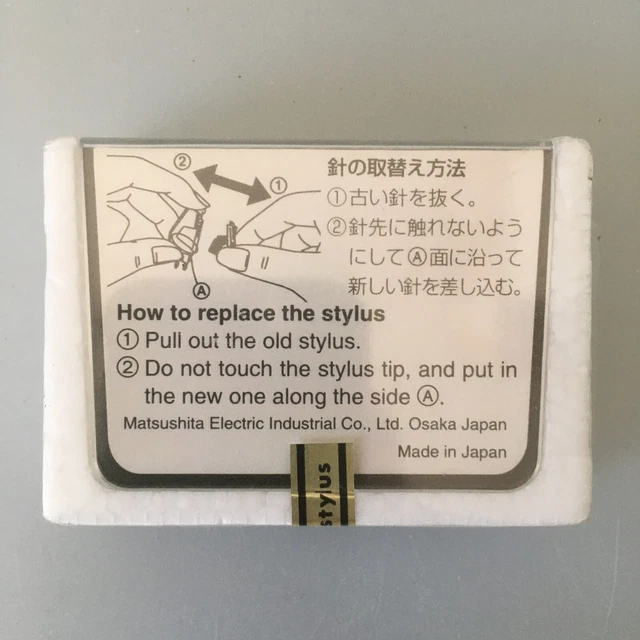 ② ①
Ⓐ
針の取替え方法
①古い針を抜く。
②針先に触れないよう
にしてⒶ面に沿って
新しい針を差し込む。
How to replace the stylus
① Pull out the old stylus.
② Do not touch the stylus tip, and put in
the new one along the side Ⓐ.
Matsushita Electric Industrial Co., Ltd. Osaka Japan
Made in Japan
stylus